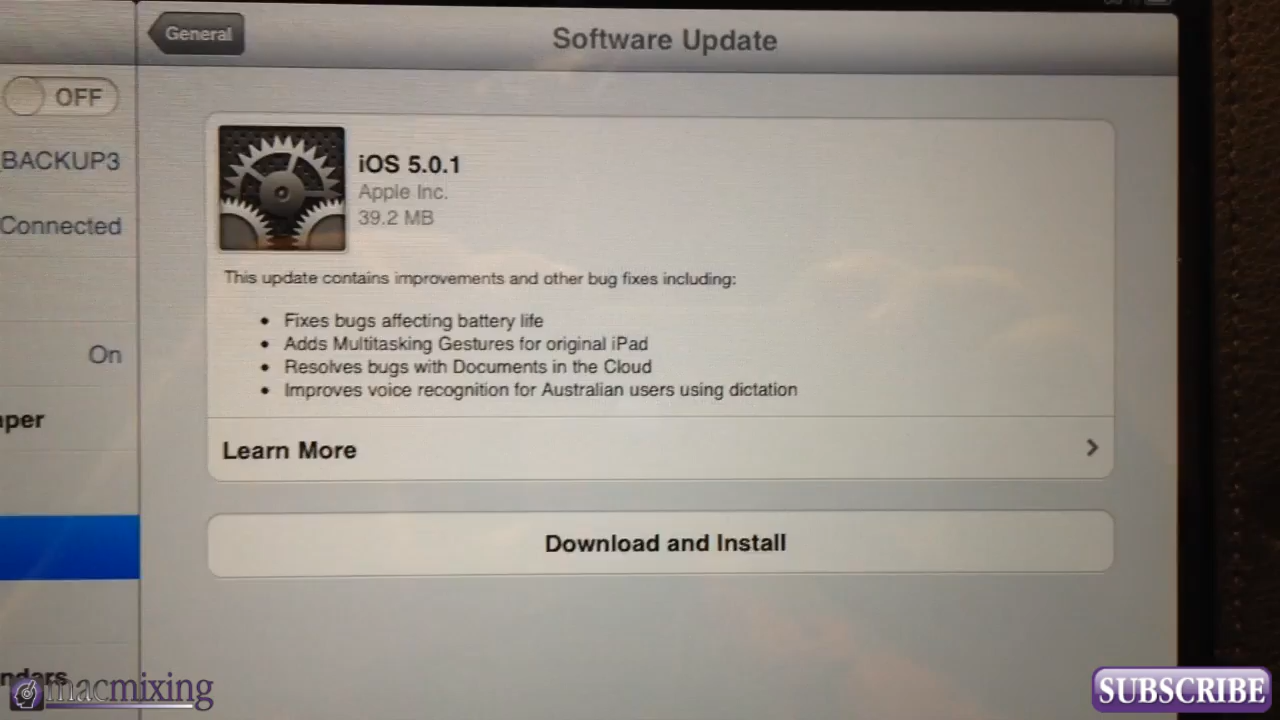 General
Software Update
OFF
BACKUP3
Connected
On
iOS 5.0.1
Apple Inc.
39.2 MB
This update contains improvements and other bug fixes including:
• Fixes bugs affecting battery life
• Adds Multitasking Gestures for original iPad
• Resolves bugs with Documents in the Cloud
• Improves voice recognition for Australian users using dictation
Learn More
Download and Install
macmixing
SUBSCRIBE